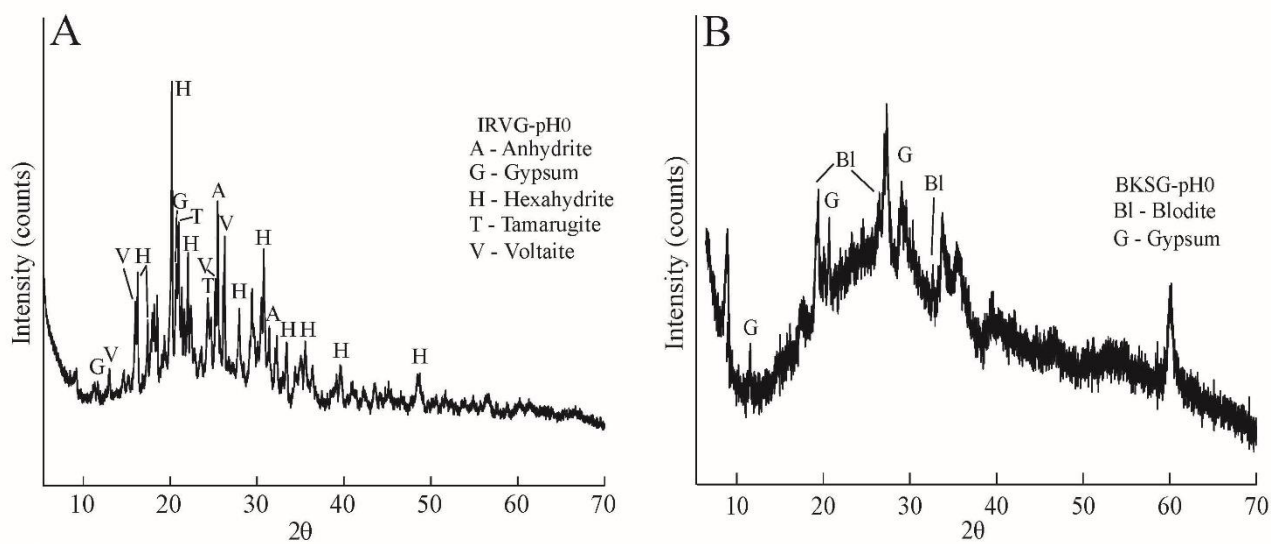 A
Intensity (counts)
H
IRVG-pH0
A - Anhydrite
G - Gypsum
H - Hexahydrite
T - Tamarugite
V - Voltaite
G
T
A
V
H
H
V
H
V
T
H
A
H
H
H
H
G
V
10 20 30 40 50 60 70
2θ
B
Intensity (counts)
Bl
G
G
Bl
G
BKSG-pH0
Bl - Blodite
G - Gypsum
10 20 30 40 50 60 70
2θ